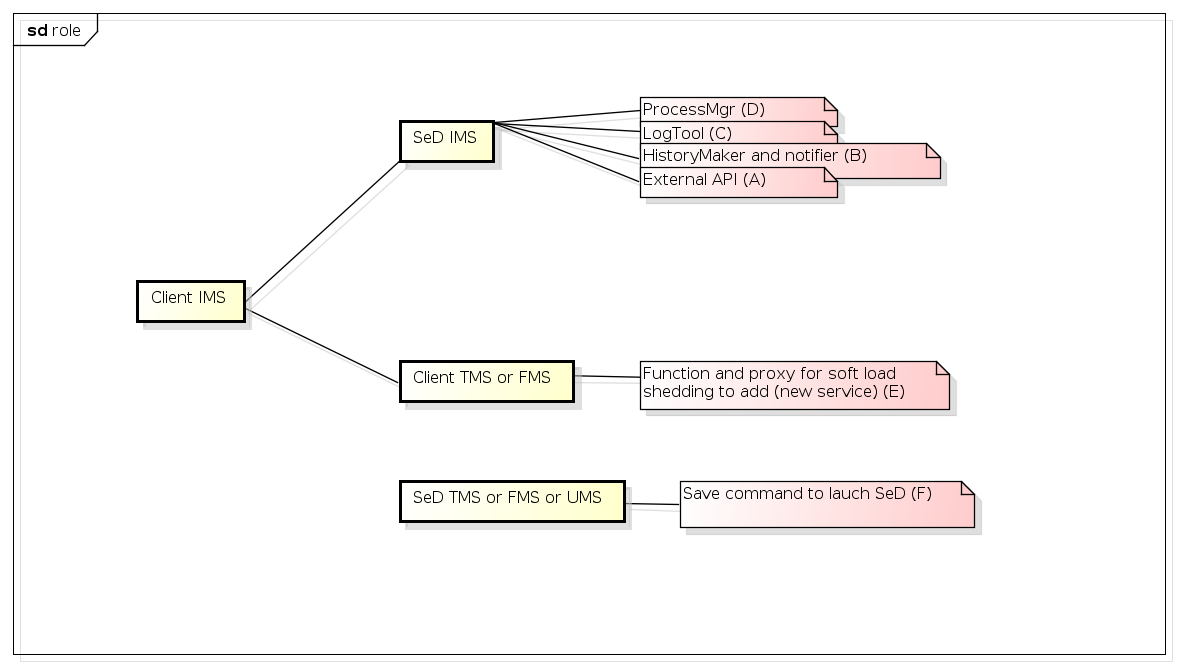 sd role
ProcessMgr (D)
SeD IMS
LogTool (C)
HistoryMaker and notifier (B)
External API (A)
Client IMS
Client TMS or FMS
Function and proxy for soft load
shedding to add (new service) (E)
SeD TMS or FMS or UMS
Save command to lauch SeD (F)